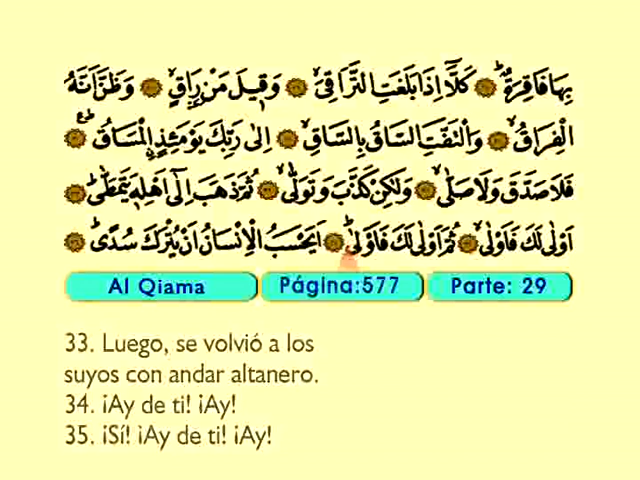 بِهَا فَاقِرَةٌ كَلَّا إِذَا بَلَغَتِ التَّرَاقِيَ وَقِيلَ مَنْ رَاقٍ وَظَنَّ أَنَّهُ
الْفِرَاقُ وَالْتَفَّتِ السَّاقُ بِالسَّاقِ إِلَىٰ رَبِّكَ يَوْمَئِذٍ الْمَسَاقُ
فَلَا صَدَّقَ وَلَا صَلَّىٰ وَلَٰكِنْ كَذَّبَ وَتَوَلَّىٰ ثُمَّ ذَهَبَ إِلَىٰ أَهْلِهِ يَتَمَطَّىٰ
أَوْلَىٰ لَكَ فَأَوْلَىٰ ثُمَّ أَوْلَىٰ لَكَ فَأَوْلَىٰ أَيَحْسَبُ الْإِنْسَانُ أَنْ يُتْرَكَ سُدًى
Al Qiama Página:577 Parte: 29
33. Luego, se volvió a los
suyos con andar altanero.
34. ¡Ay de ti! ¡Ay!
35. ¡Sí! ¡Ay de ti! ¡Ay!